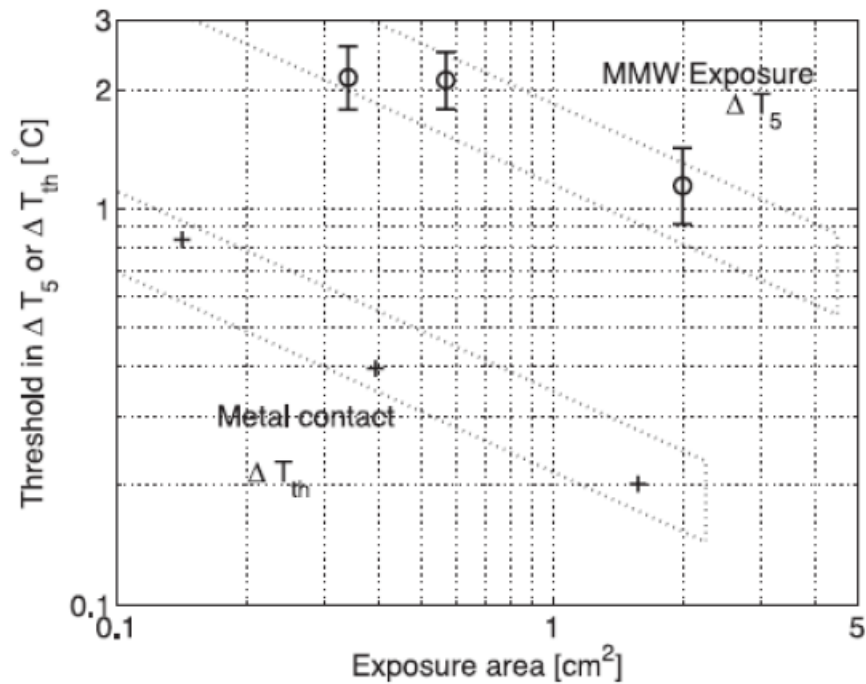 3
2
1
0.1
Threshold in Δ T5 or Δ Tth [°C]
MMW Exposure
Δ T5
Metal contact
Δ Tth
0.1
1
5
Exposure area [cm²]